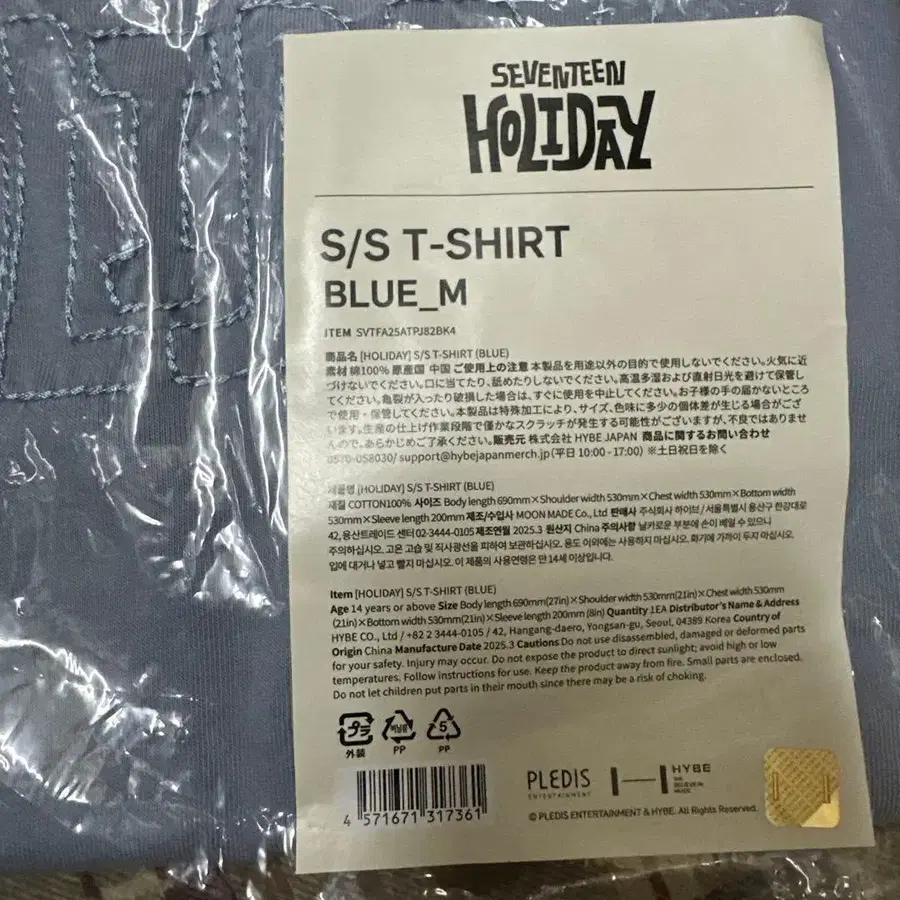 SEVENTEEN
HOLIDAY
S/S T-SHIRT
BLUE_M
ITEM SVTFA25ATPJ82BK4
商品名 [HOLIDAY] S/S T-SHIRT (BLUE)
素材 綿100% 原産国 中国 ご使用上の注意 本製品を用途以外の目的で使用しないでください。火気に近
づけないでください。口に当てたり、舐めたりしないでください。高温多湿および直射日光を避けて保管し
てください。亀裂が入ったり破損した場合は、すぐに使用を中止してください。お子様の手の届かないところ
で使用・保管してください。本製品は特殊加工により、サイズ、色味に多少の個体差が生じる場合がござ
います。生産の仕上げ作業段階で僅かなスクラッチが発生する可能性がございますが、不良ではありませ
んので、あらかじめご了承ください。販売元 株式会社 HYBE JAPAN 商品に関するお問い合わせ
0570-058030/ support@hybejapanmerch.jp(平日 10:00 - 17:00) ※土日祝日を除く
제품명 [HOLIDAY] S/S T-SHIRT (BLUE)
재질 COTTON100% 사이즈 Body length 690mm×Shoulder width 530mm×Chest width 530mm×Bottom width
530mm×Sleeve length 200mm 제조/수입사 MOON MADE Co., Ltd 판매사 주식회사 하이브 / 서울특별시 용산구 한강대로
42, 용산트레이드 센터 02-3444-0105 제조연월 2025.3 원산지 China 주의사항 날카로운 부분에 손이 베일 수 있으니
주의하십시오. 고온 고습 및 직사광선을 피하여 보관하십시오. 용도 이외에는 사용하지 마십시오. 화기에 가까이 두지 마십시오.
입에 대거나 넣고 빨지 마십시오. 이 제품의 사용연령은 만 14세 이상입니다.
Item [HOLIDAY] S/S T-SHIRT (BLUE)
Age 14 years or above Size Body length 690mm(27in)×Shoulder width 530mm(21in)×Chest width 530mm
(21in)×Bottom width 530mm(21in)×Sleeve length 200mm (8in) Quantity 1EA Distributor's Name & Address
HYBE CO., Ltd / +82 2 3444-0105 / 42, Hangang-daero, Yongsan-gu, Seoul, 04389 Korea Country of
Origin China Manufacture Date 2025.3 Cautions Do not use disassembled, damaged or deformed parts
for your safety. Injury may occur. Do not expose the product to direct sunlight; avoid high or low
temperatures. Follow instructions for use. Keep the product away from fire. Small parts are enclosed.
Do not let children put parts in their mouth since there may be a risk of choking.
プラ 비닐류 5
外装 PP PP
4 571671 317361
PLEDIS
ENTERTAINMENT
HYBE
WE
BELIEVE IN
MUSIC
© PLEDIS ENTERTAINMENT & HYBE. All Rights Reserved.